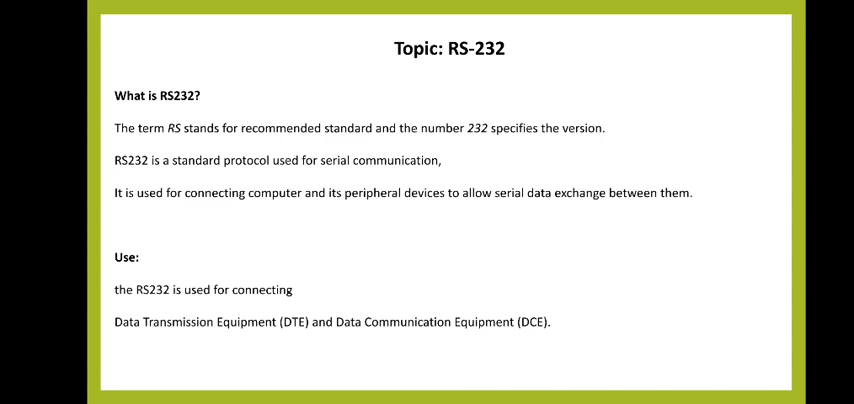 Topic: RS-232
What is RS232?
The term RS stands for recommended standard and the number 232 specifies the version.
RS232 is a standard protocol used for serial communication,
It is used for connecting computer and its peripheral devices to allow serial data exchange between them.
Use:
the RS232 is used for connecting
Data Transmission Equipment (DTE) and Data Communication Equipment (DCE).